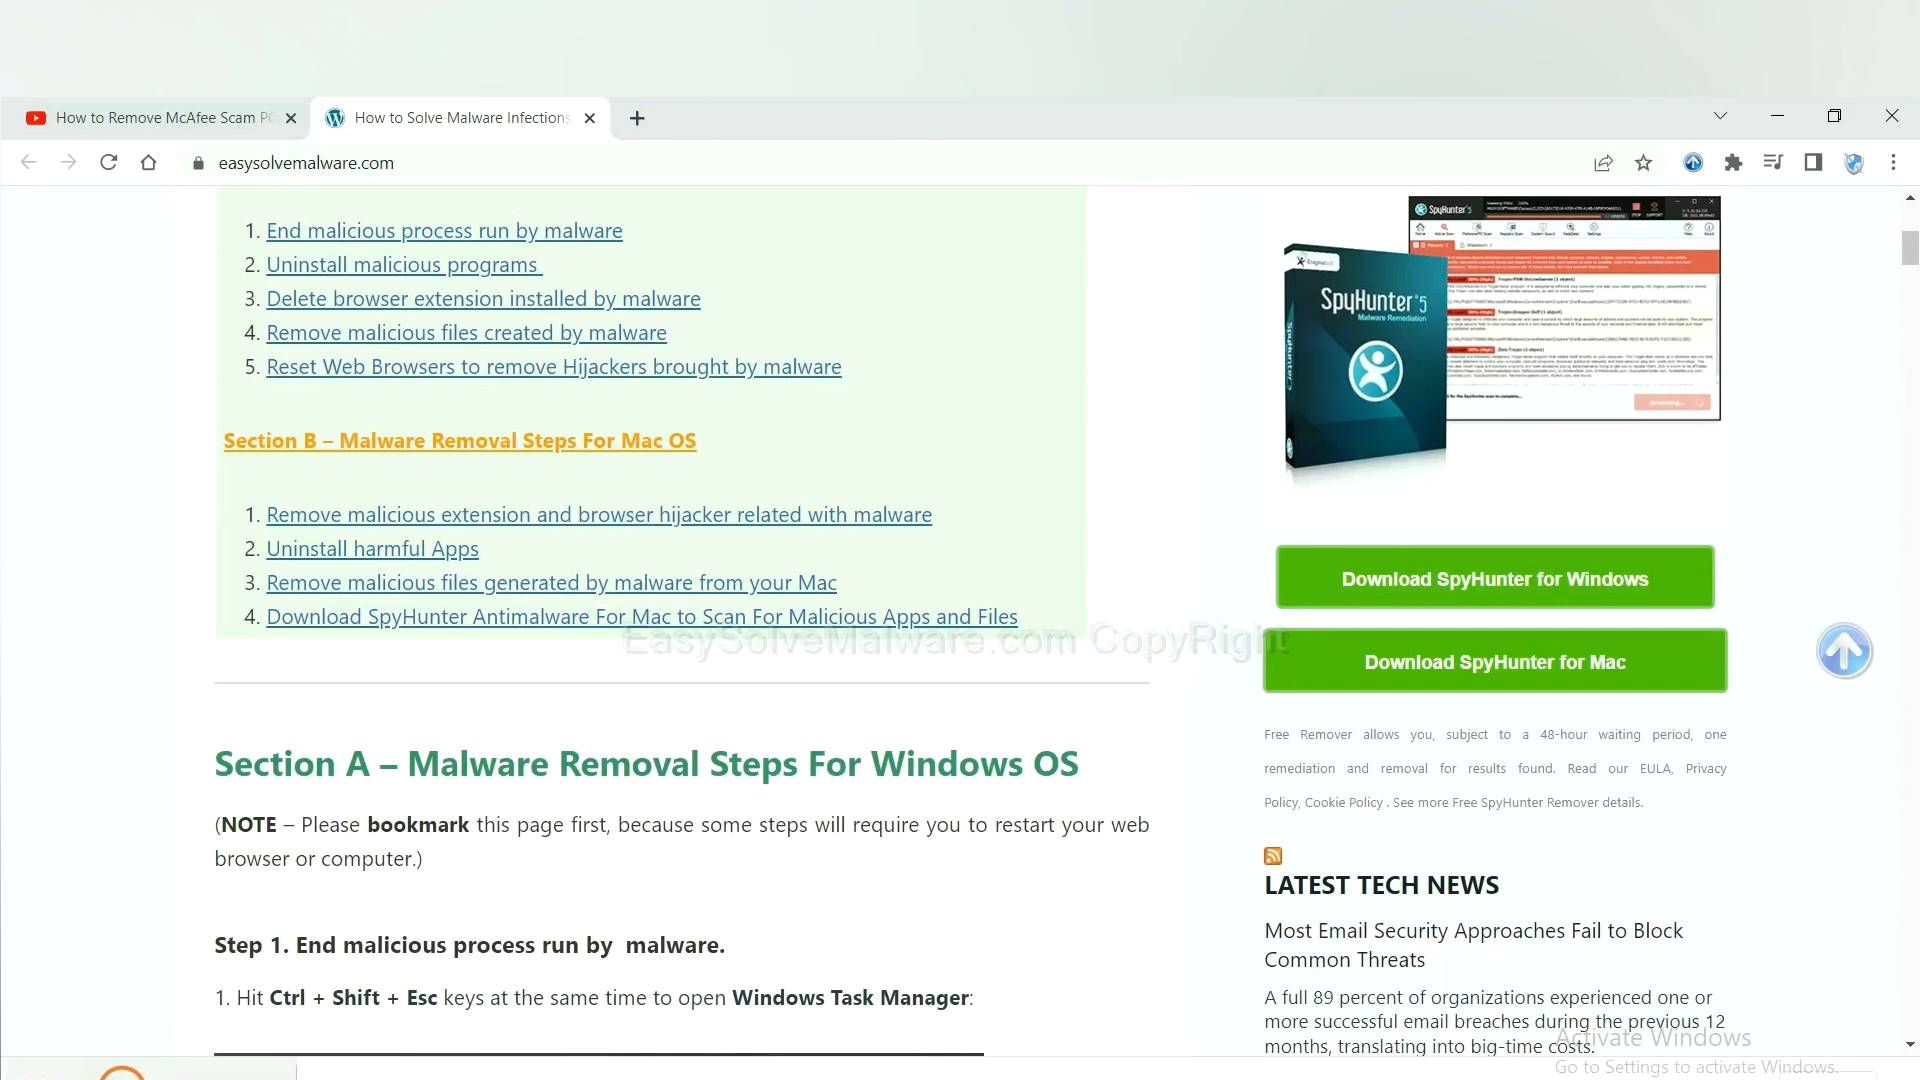 How to Remove McAfee Scam PC
How to Solve Malware Infections
easysolvemalware.com
1. End malicious process run by malware
2. Uninstall malicious programs
3. Delete browser extension installed by malware
4. Remove malicious files created by malware
5. Reset Web Browsers to remove Hijackers brought by malware
Section B – Malware Removal Steps For Mac OS
1. Remove malicious extension and browser hijacker related with malware
2. Uninstall harmful Apps
3. Remove malicious files generated by malware from your Mac
4. Download SpyHunter Antimalware For Mac to Scan For Malicious Apps and Files
EasySolveMalware.com CopyRight
Section A – Malware Removal Steps For Windows OS
(NOTE – Please bookmark this page first, because some steps will require you to restart your web
browser or computer.)
Step 1. End malicious process run by malware.
1. Hit Ctrl + Shift + Esc keys at the same time to open Windows Task Manager:
SpyHunter 5
EnigmaSoft
SpyHunter 5
Malware Remediation
SpyHunter 5
Download SpyHunter for Windows
Download SpyHunter for Mac
Free Remover allows you, subject to a 48-hour waiting period, one
remediation and removal for results found. Read our EULA, Privacy
Policy, Cookie Policy . See more Free SpyHunter Remover details.
LATEST TECH NEWS
Most Email Security Approaches Fail to Block
Common Threats
A full 89 percent of organizations experienced one or
more successful email breaches during the previous 12
months, translating into big-time costs.
Activate Windows
Go to Settings to activate Windows.